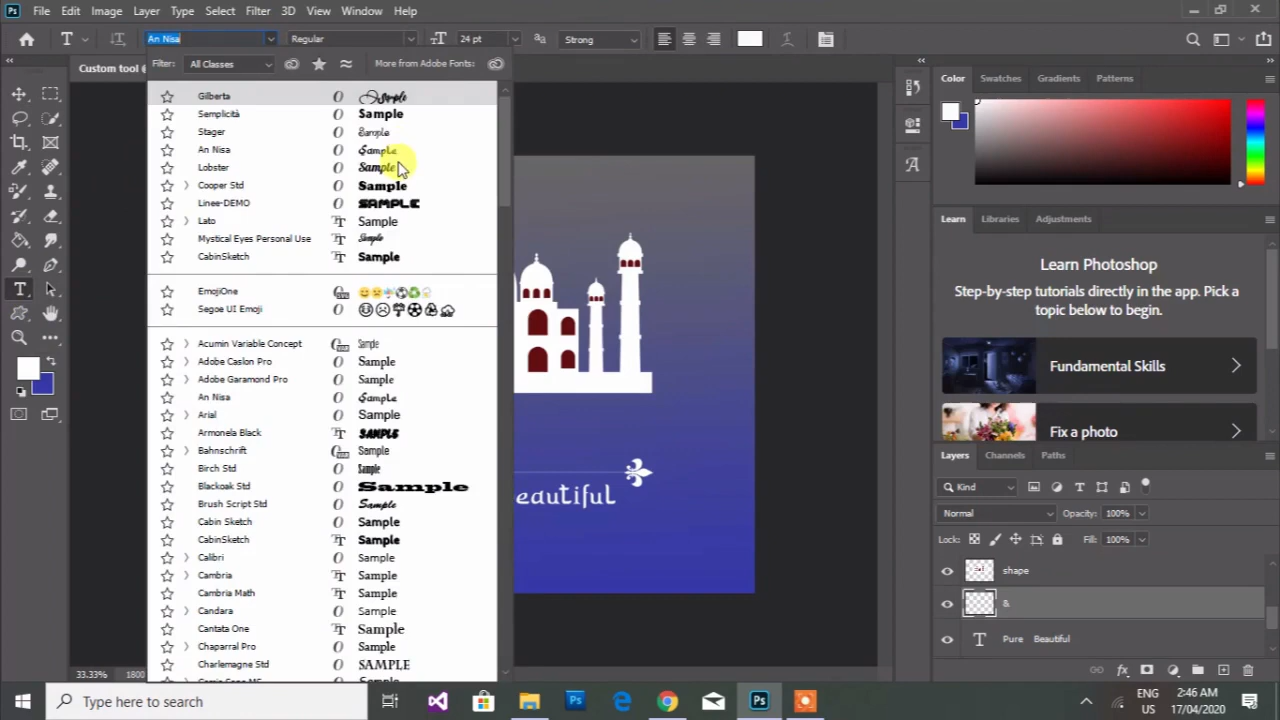 Ps File Edit Image Layer Type Select Filter 3D View Window Help
T An Nisa Regular 24 pt aa Strong
Filter: All Classes More from Adobe Fonts:
Custom tool @
Gilberta Sample
Semplicità Sample
Stager Sample
An Nisa Sample
Lobster Sample
Cooper Std Sample
Linee-DEMO SAMPLE
Lato Sample
Mystical Eyes Personal Use Sample
CabinSketch Sample
EmojiOne
Segoe UI Emoji
Acumin Variable Concept Sample
Adobe Caslon Pro Sample
Adobe Garamond Pro Sample
An Nisa Sample
Arial Sample
Armonela Black SAMPLE
Bahnschrift Sample
Birch Std Sample
Blackoak Std Sample
Brush Script Std Sample
Cabin Sketch Sample
CabinSketch Sample
Calibri Sample
Cambria Sample
Cambria Math Sample
Candara Sample
Cantata One Sample
Chaparral Pro Sample
Charlemagne Std SAMPLE
33.33% 1800
eautiful
Color Swatches Gradients Patterns
Learn Libraries Adjustments
Learn Photoshop
Step-by-step tutorials directly in the app. Pick a
topic below to begin.
Fundamental Skills
Fix a photo
Layers Channels Paths
Kind
Normal Opacity: 100%
Lock: Fill: 100%
shape
&
T Pure Beautiful
fx
Type here to search
Ps
Ps
ENG
US
2:46 AM
17/04/2020